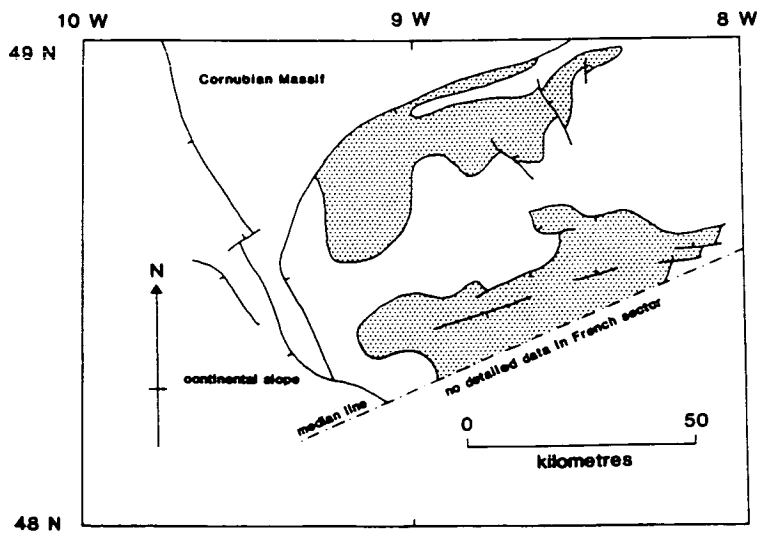 10 W
9 W
8 W
49 N
Cornubian Massif
N
continental slope
median line
no detailed data in French sector
0
50
kilometres
48 N